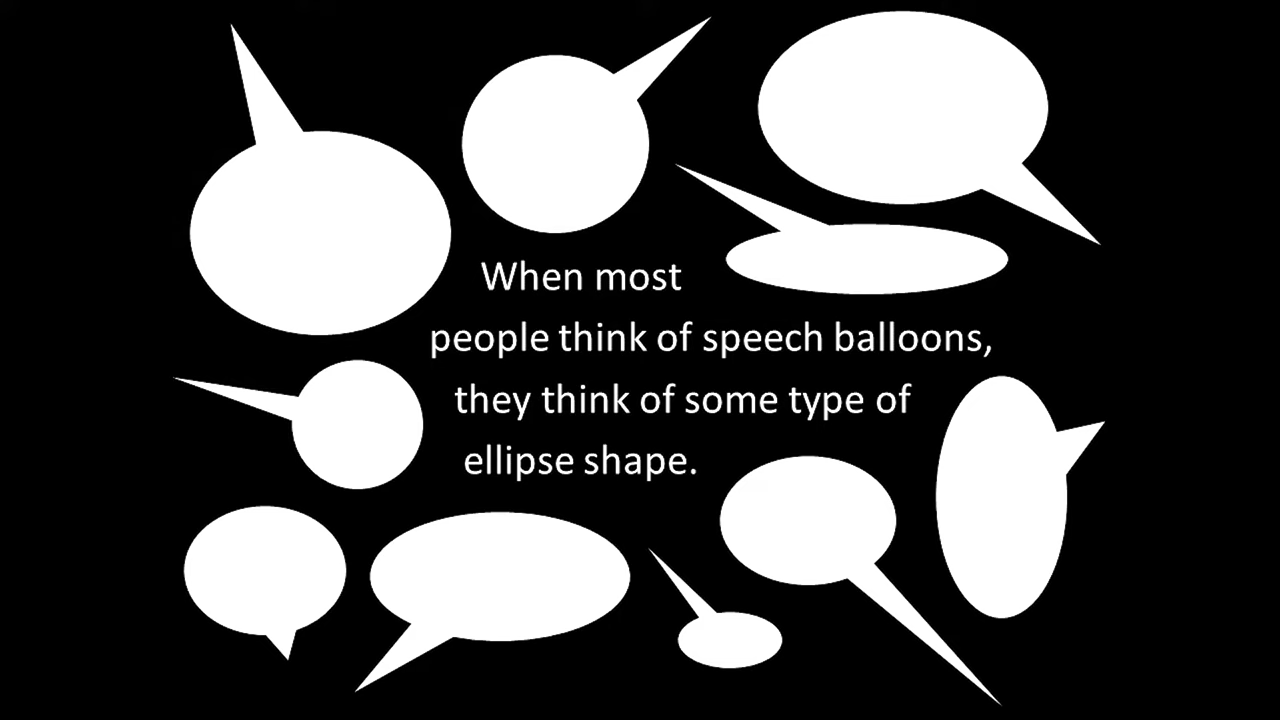 When most
people think of speech balloons,
they think of some type of
ellipse shape.